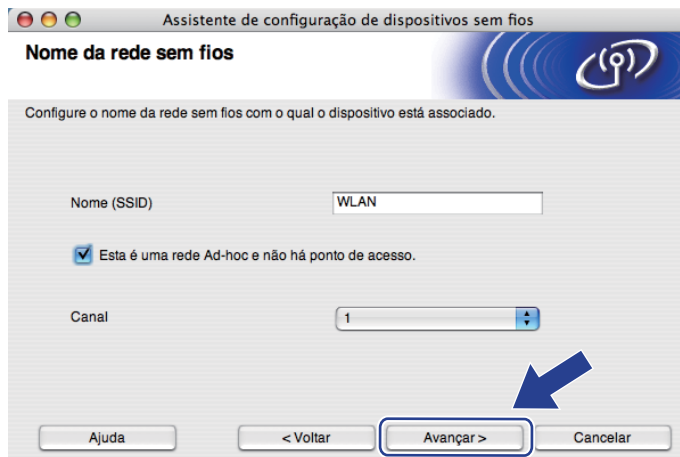 Assistente de configuração de dispositivos sem fios
Nome da rede sem fios
Configure o nome da rede sem fios com o qual o dispositivo está associado.
Nome (SSID) WLAN
Esta é uma rede Ad-hoc e não há ponto de acesso.
Canal 1
Ajuda < Voltar Avançar > Cancelar